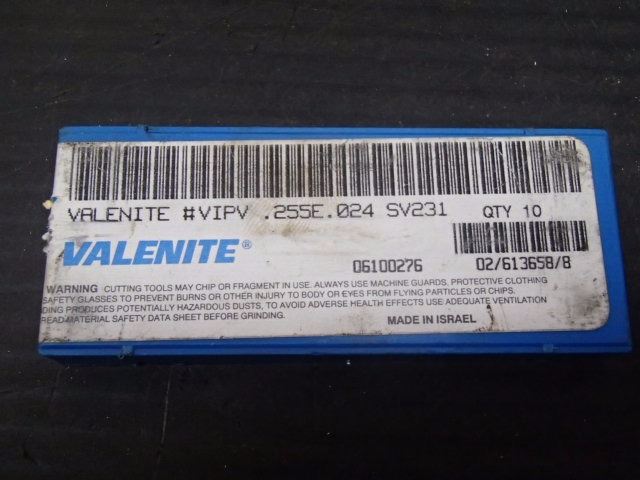 VALENITE #VIPV .255E.024 SV231 QTY 10
VALENITE®
06100276 02/613658/8
WARNING CUTTING TOOLS MAY CHIP OR FRAGMENT IN USE. ALWAYS USE MACHINE GUARDS, PROTECTIVE CLOTHING
SAFETY GLASSES TO PREVENT BURNS OR OTHER INJURY TO BODY OR EYES FROM FLYING PARTICLES OR CHIPS.
DING PRODUCES POTENTIALLY HAZARDOUS DUSTS, TO AVOID ADVERSE HEALTH EFFECTS USE ADEQUATE VENTILATION
READ MATERIAL SAFETY DATA SHEET BEFORE GRINDING.
MADE IN ISRAEL